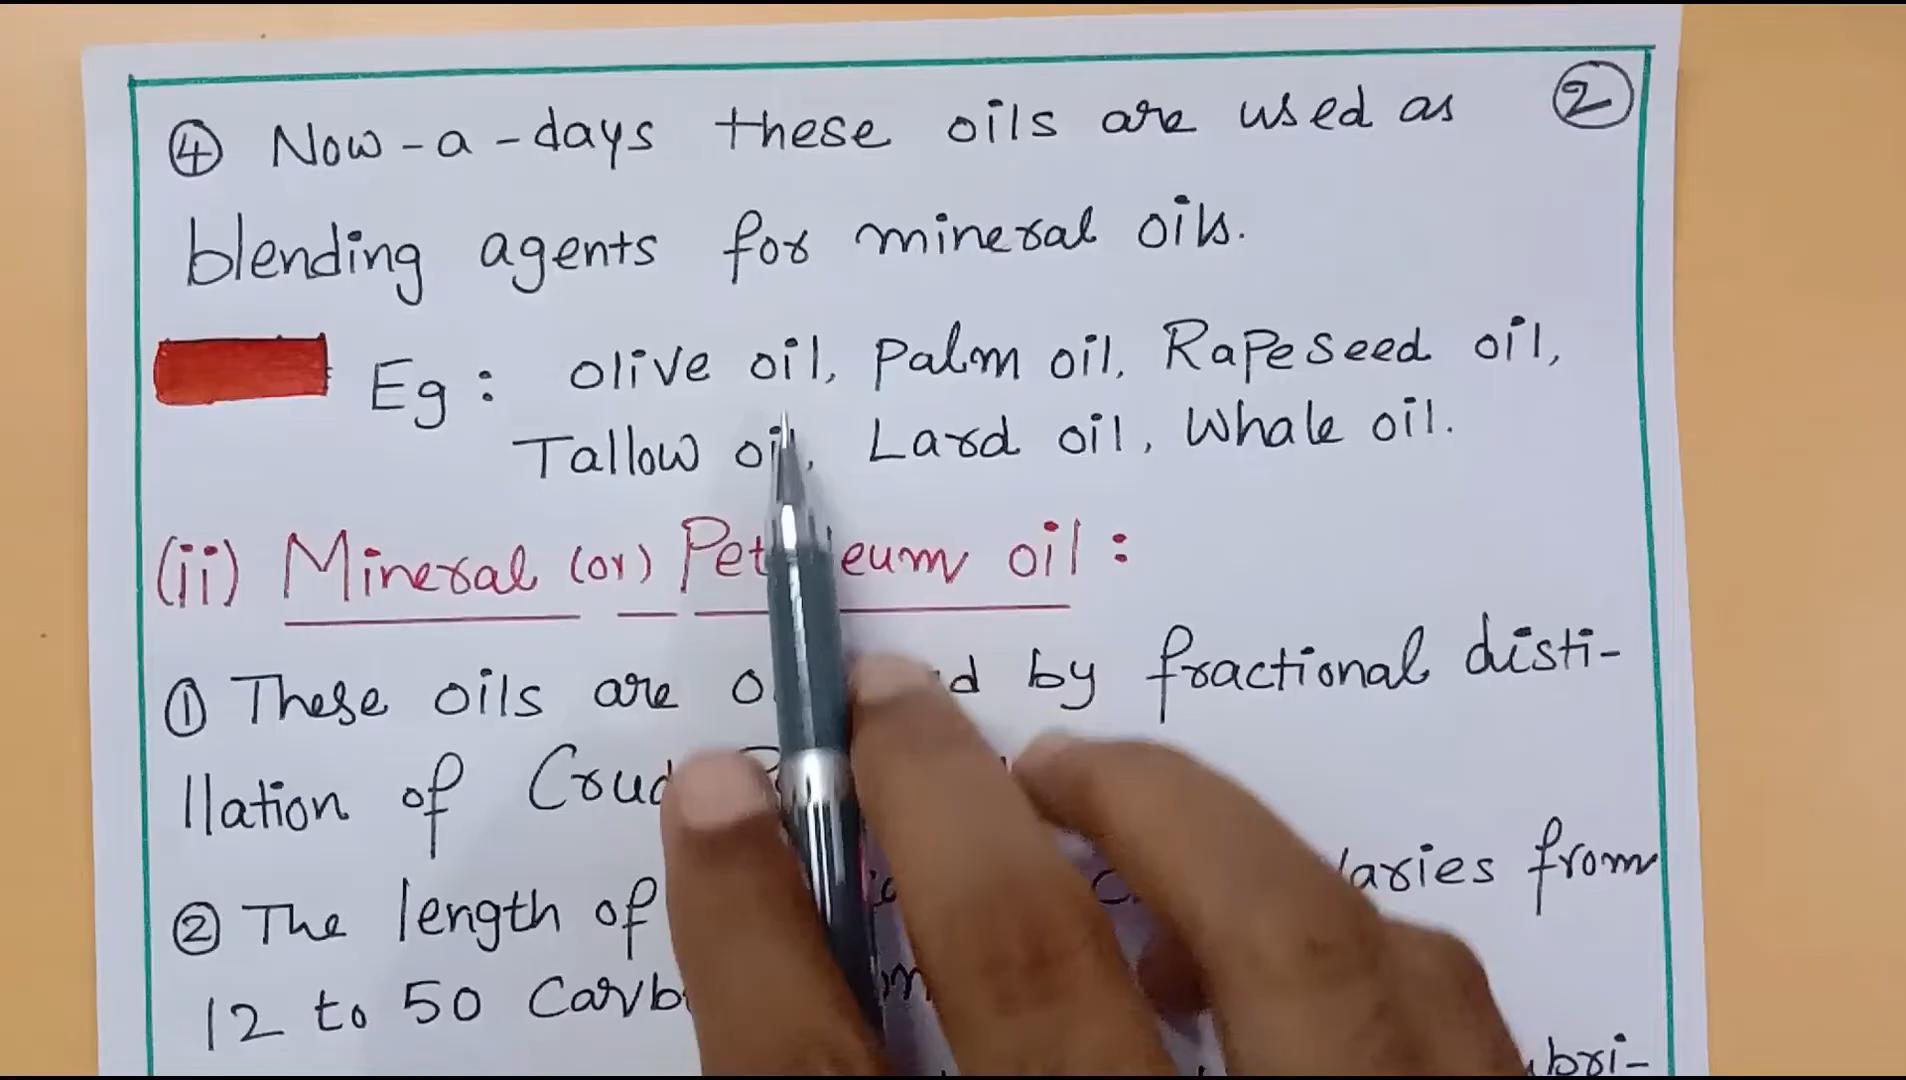 ② 
④ Now-a-days these oils are used as
blending agents for mineral oils.
Eg: Olive oil, Palm oil, Rapeseed oil,
Tallow oil, Lard oil, Whale oil.
(ii) Mineral (or) oil:
① These oils are by fractional disti-
llation of
② The length of varies from
12 to 50